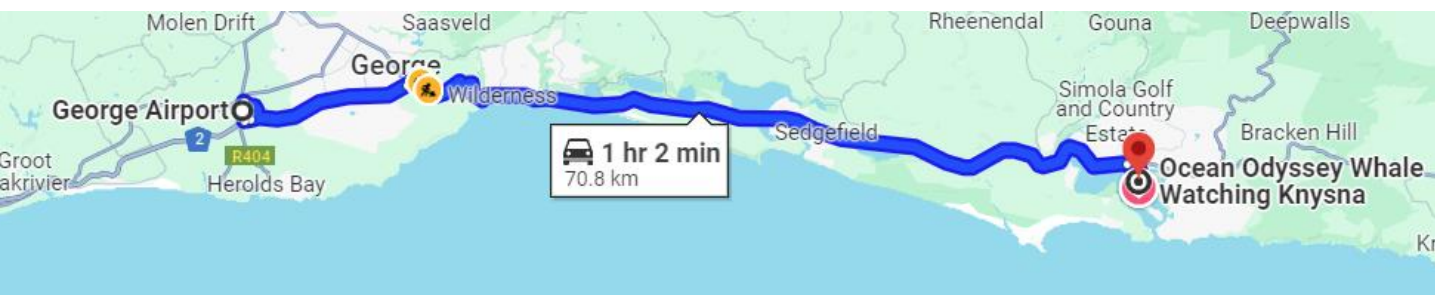 Molen Drift
Saasveld
Rheenendal
Gouna
Deepwalls
George
George Airport
Wilderness
Simola Golf
and Country
Estate
2
R404
Sedgefield
Bracken Hill
1 hr 2 min
70.8 km
Groot
akrivier
Herolds Bay
Ocean Odyssey Whale
Watching Knysna
Kr